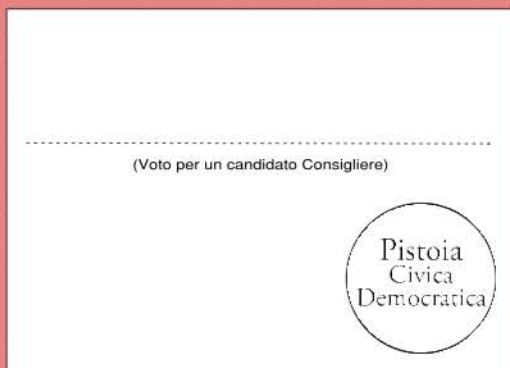 (Voto per un candidato Consigliere)
Pistoia
Civica
Democratica